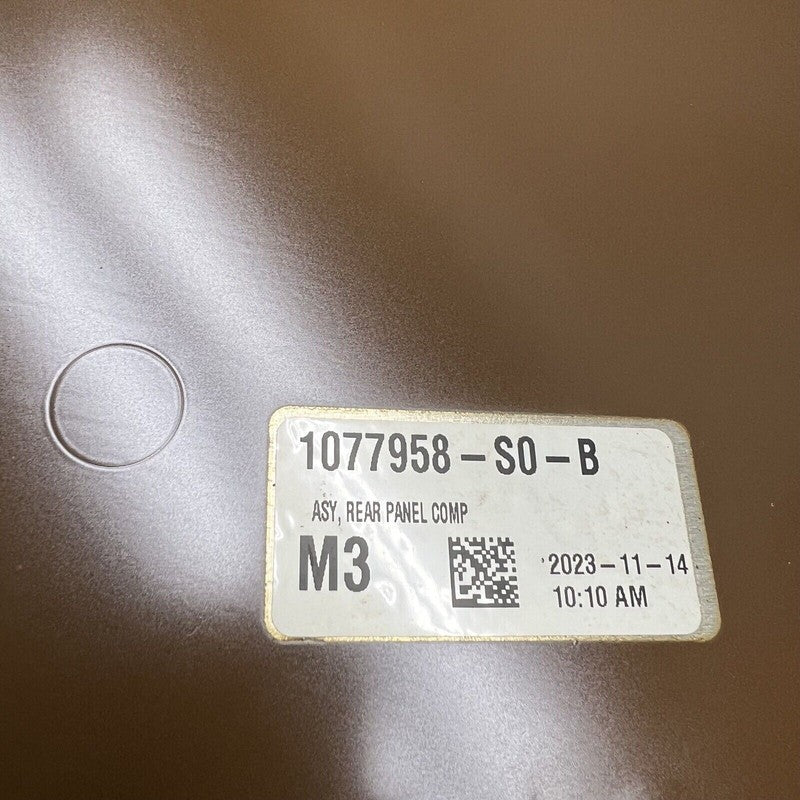 1077958-S0-B
ASY, REAR PANEL COMP
M3
2023-11-14
10:10 AM